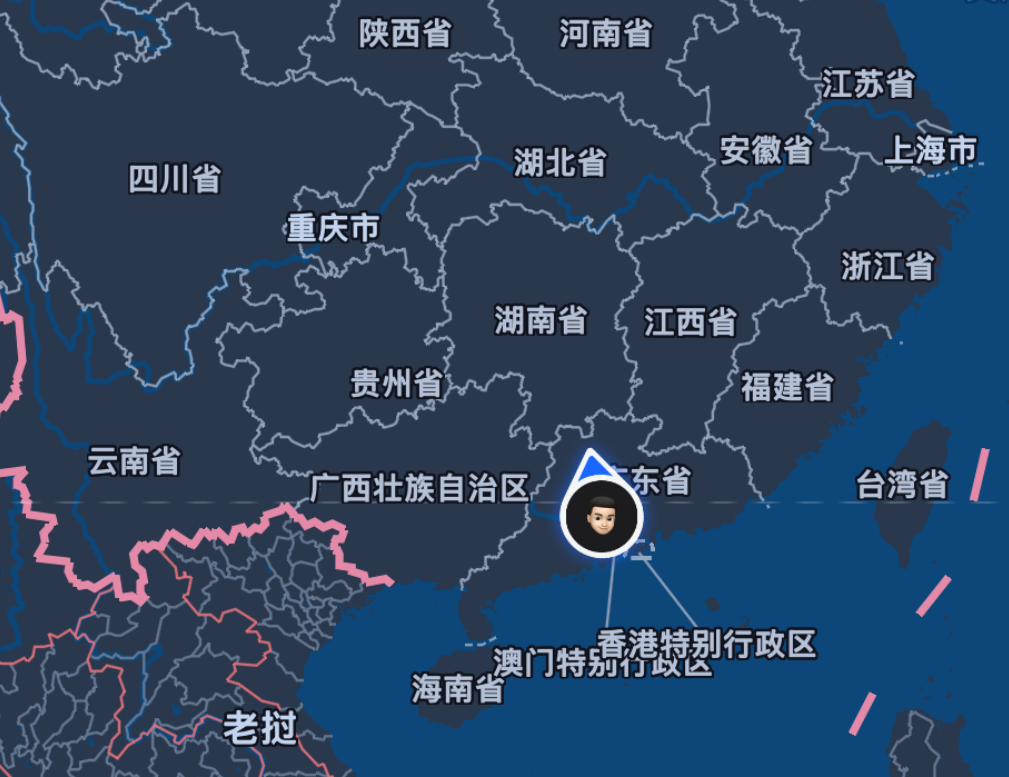 陕西省
河南省
江苏省
安徽省
上海市
湖北省
四川省
重庆市
浙江省
湖南省
江西省
贵州省
福建省
云南省
东省
台湾省
广西壮族自治区
香港特别行政区
澳门特别行政区
海南省
老挝